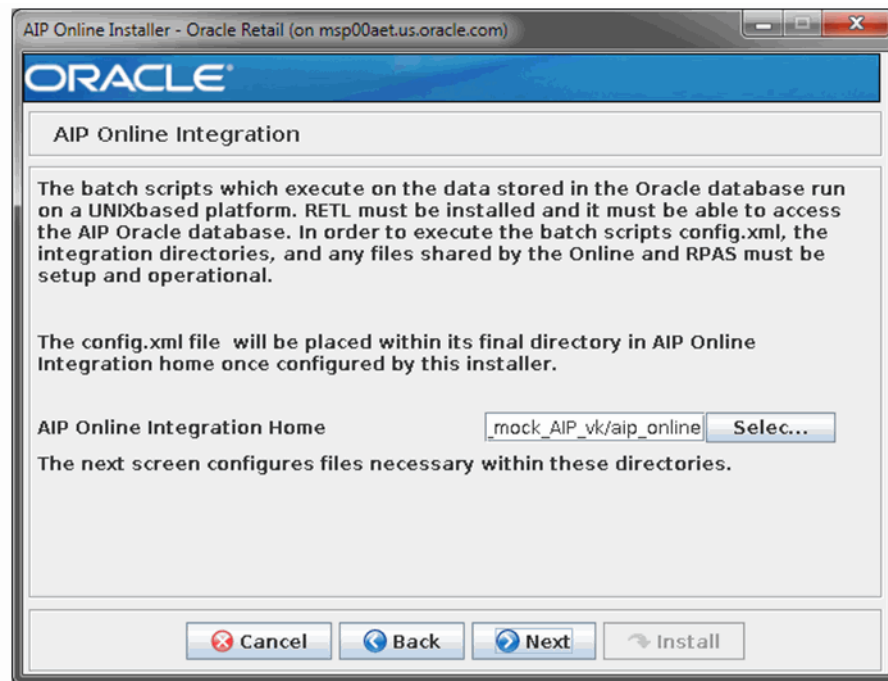 AIP Online Installer - Oracle Retail (on msp00aet.us.oracle.com)
ORACLE®
AIP Online Integration
The batch scripts which execute on the data stored in the Oracle database run
on a UNIXbased platform. RETL must be installed and it must be able to access
the AIP Oracle database. In order to execute the batch scripts config.xml, the
integration directories, and any files shared by the Online and RPAS must be
setup and operational.
The config.xml file will be placed within its final directory in AIP Online
Integration home once configured by this installer.
AIP Online Integration Home _mock_AIP_vk/aip_online Selec...
The next screen configures files necessary within these directories.
Cancel Back Next Install